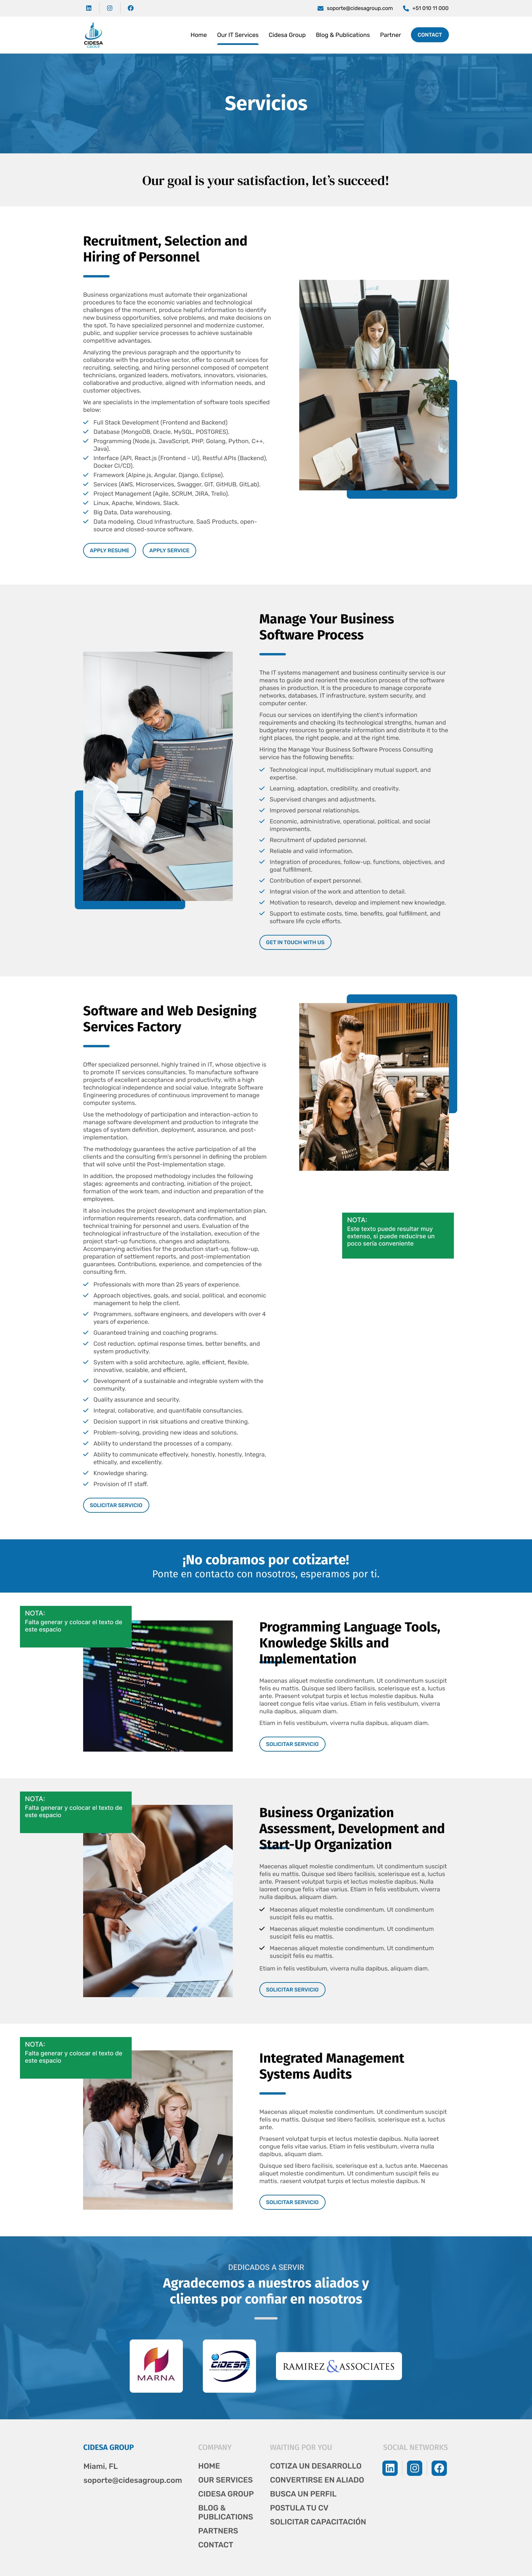 soporte@cidesagroup.com
+51 010 11 000
CIDESA
GROUP
Home
Our IT Services
Cidesa Group
Blog & Publications
Partner
CONTACT
Servicios
Our goal is your satisfaction, let's succeed!
Recruitment, Selection and
Hiring of Personnel
Business organizations must automate their organizational
procedures to face the economic variables and technological
challenges of the moment, produce helpful information to identify
new business opportunities, solve problems, and make decisions on
the spot. To have specialized personnel and modernize customer,
public, and supplier service processes to achieve sustainable
competitive advantages.
Analyzing the previous paragraph and the opportunity to
collaborate with the productive sector, offer to consult services for
recruiting, selecting, and hiring personnel composed of competent
technicians, organized leaders, motivators, innovators, visionaries,
collaborative and productive, aligned with information needs, and
customer objectives.
We are specialists in the implementation of software tools specified
below:
Full Stack Development (Frontend and Backend)
Database (MongoDB, Oracle, MySQL, POSTGRES).
Programming (Node.js, JavaScript, PHP, Golang, Python, C++,
Java).
Interface (API, React.js (Frontend - UI), Restful APIs (Backend),
Docker CI/CD).
Framework (Alpine.js, Angular, Django, Eclipse).
Services (AWS, Microservices, Swagger, GIT, GitHUB, GitLab).
Project Management (Agile, SCRUM, JIRA, Trello).
Linux, Apache, Windows, Slack.
Big Data, Data warehousing.
Data modeling, Cloud Infrastructure, SaaS Products, open-
source and closed-source software.
APPLY RESUME
APPLY SERVICE
Manage Your Business
Software Process
The IT systems management and business continuity service is our
means to guide and reorient the execution process of the software
phases in production. It is the procedure to manage corporate
networks, databases, IT infrastructure, system security, and
computer center.
Focus our services on identifying the client's information
requirements and checking its technological strengths, human and
budgetary resources to generate information and distribute it to the
right places, the right people, and at the right time.
Hiring the Manage Your Business Software Process Consulting
service has the following benefits:
Technological input, multidisciplinary mutual support, and
expertise.
Learning, adaptation, credibility, and creativity.
Supervised changes and adjustments.
Improved personal relationships.
Economic, administrative, operational, political, and social
improvements.
Recruitment of updated personnel.
Reliable and valid information.
Integration of procedures, follow-up, functions, objectives, and
goal fulfillment.
Contribution of expert personnel.
Integral vision of the work and attention to detail.
Motivation to research, develop and implement new knowledge.
Support to estimate costs, time, benefits, goal fulfillment, and
software life cycle efforts.
GET IN TOUCH WITH US
Software and Web Designing
Services Factory
Offer specialized personnel, highly trained in IT, whose objective is
to promote IT services consultants. To manufacture software
projects of excellent acceptance and productivity, with a high
technological independence and social value. Integrate Software
Engineering procedures of continuous improvement to manage
computer systems.
Use the methodology of participation and interaction-action to
manage software development and production to integrate the
stages of system definition, deployment, assurance, and post-
implementation.
The methodology guarantees the active participation of all the
clients and the consulting firm's personnel in defining the problem
that will solve until the Post-Implementation stage.
In addition, the proposed methodology includes the following
stages: agreements and contracting, initiation of the project,
formation of the work team, and induction and preparation of the
employees.
It also includes the project development and implementation plan,
information requirements research, data confirmation, and
technical training for personnel and users. Evaluation of the
technological infrastructure of the installation, execution of the
project start-up functions, changes and adaptations.
Accompanying activities for the production start-up, follow-up,
preparation of settlement reports, and post-implementation
guarantees. Contributions, experience, and competencies of the
consulting firm.
Professionals with more than 25 years of experience.
Approach objectives, goals, and social, political, and economic
management to help the client.
Programmers, software engineers, and developers with over 4
years of experience.
Guaranteed training and coaching programs.
Cost reduction, optimal response times, better benefits, and
system productivity.
System with a solid architecture, agile, efficient, flexible,
innovative, scalable, and efficient.
Development of a sustainable and integrable system with the
community.
Quality assurance and security.
Integral, collaborative, and quantifiable consultancies.
Decision support in risk situations and creative thinking.
Problem-solving, providing new ideas and solutions.
Ability to understand the processes of a company.
Ability to communicate effectively, honestly, honestly, Integra,
ethically, and excellently.
Knowledge sharing.
Provision of IT staff.
SOLICITAR SERVICIO
NOTA:
Este texto puede resultar muy
extenso, si puede reducirse un
poco seria conveniente
¡No cobramos por cotizarte!
Ponte en contacto con nosotros, esperamos por ti.
NOTA:
Falta generar y colocar el texto de
este espacio
Programming Language Tools,
Knowledge Skills and
Implementation
Maecenas aliquet molestie condimentum. Ut condimentum suscipit
felis eu mattis. Quisque sed libero facilisis, scelerisque est a, luctus
ante. Praesent volutpat turpis et lectus molestie dapibus. Nulla
laoreet congue felis vitae varius. Etiam in felis vestibulum, viverra
nulla dapibus, aliquam diam.
Etiam in felis vestibulum, viverra nulla dapibus, aliquam diam.
SOLICITAR SERVICIO
NOTA:
Falta generar y colocar el texto de
este espacio
Business Organization
Assessment, Development and
Start-Up Organization
Maecenas aliquet molestie condimentum. Ut condimentum suscipit
felis eu mattis. Quisque sed libero facilisis, scelerisque est a, luctus
ante. Praesent volutpat turpis et lectus molestie dapibus. Nulla
laoreet congue felis vitae varius. Etiam in felis vestibulum, viverra
nulla dapibus, aliquam diam.
Maecenas aliquet molestie condimentum. Ut condimentum
suscipit felis eu mattis.
Maecenas aliquet molestie condimentum. Ut condimentum
suscipit felis eu mattis.
Maecenas aliquet molestie condimentum. Ut condimentum
suscipit felis eu mattis.
Etiam in felis vestibulum, viverra nulla dapibus, aliquam diam.
SOLICITAR SERVICIO
NOTA:
Falta generar y colocar el texto de
este espacio
Integrated Management
Systems Audits
Maecenas aliquet molestie condimentum. Ut condimentum suscipit
felis eu mattis. Quisque sed libero facilisis, scelerisque est a, luctus
ante.
Praesent volutpat turpis et lectus molestie dapibus. Nulla laoreet
congue felis vitae varius. Etiam in felis vestibulum, viverra nulla
dapibus, aliquam diam.
Quisque sed libero facilisis, scelerisque est a, luctus ante. Maecenas
aliquet molestie condimentum. Ut condimentum suscipit felis eu
mattis. raesent volutpat turpis et lectus molestie dapibus. N
SOLICITAR SERVICIO
DEDICADOS A SERVIR
Agradecemos a nuestros aliados y
clientes por confiar en nosotros
MARNA
CIDESA
RAMIREZ & ASSOCIATES
CIDESA GROUP
Miami, FL
soporte@cidesagroup.com
COMPANY
HOME
OUR SERVICES
CIDESA GROUP
BLOG &
PUBLICATIONS
PARTNERS
CONTACT
WAITING POR YOU
COTIZA UN DESARROLLO
CONVERTIRSE EN ALIADO
BUSCA UN PERFIL
POSTULA TU CV
SOLICITAR CAPACITACIÓN
SOCIAL NETWORKS